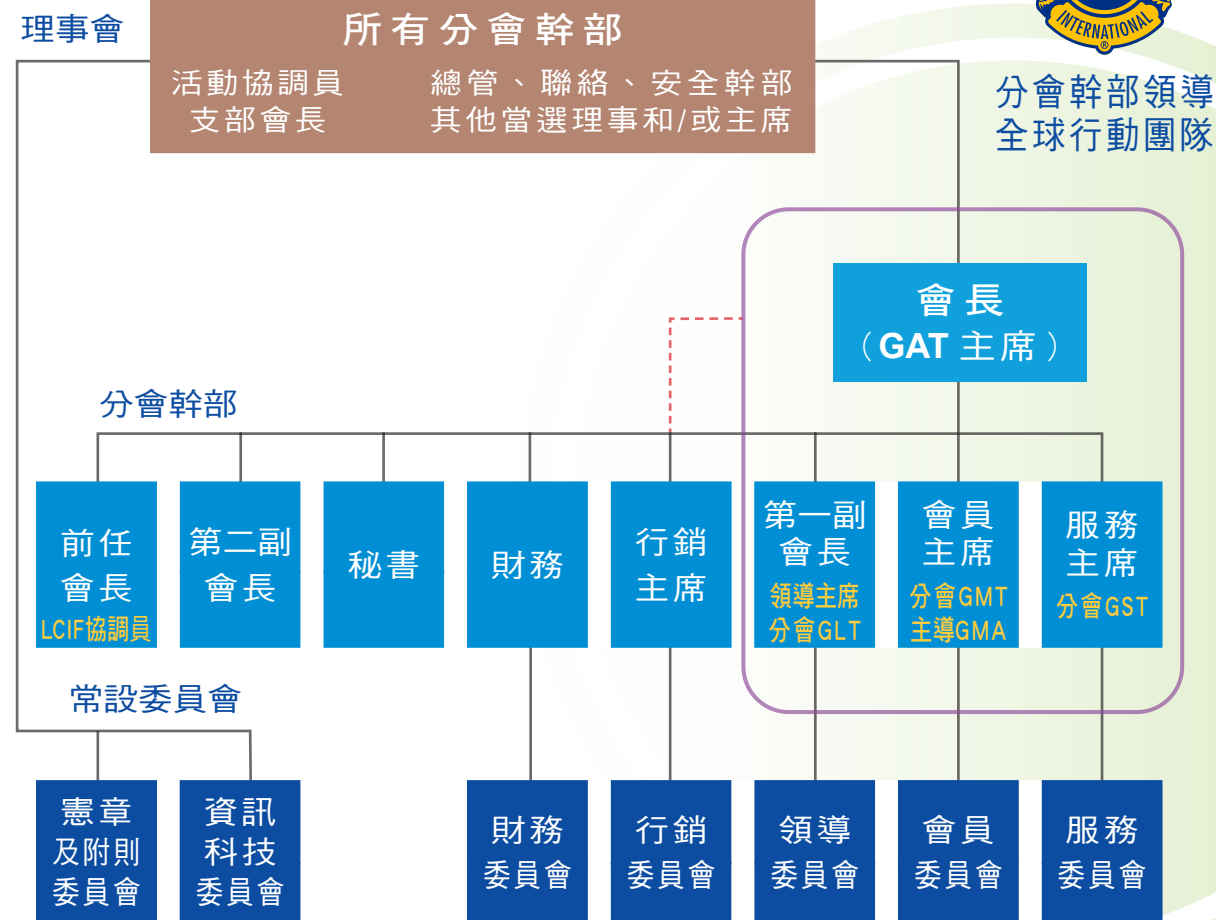 理事會
所有分會幹部
活動協調員 總管、聯絡、安全幹部
支部會長 其他當選理事和/或主席
INTERNATIONAL
®
分會幹部領導
全球行動團隊
會長
（GAT 主席）
分會幹部
前任
會長
LCIF協調員
第二副
會長
秘書
財務
行銷
主席
第一副
會長
領導主席
分會GLT
會員
主席
分會GMT
主導GMA
服務
主席
分會GST
常設委員會
憲章
及附則
委員會
資訊
科技
委員會
財務
委員會
行銷
委員會
領導
委員會
會員
委員會
服務
委員會